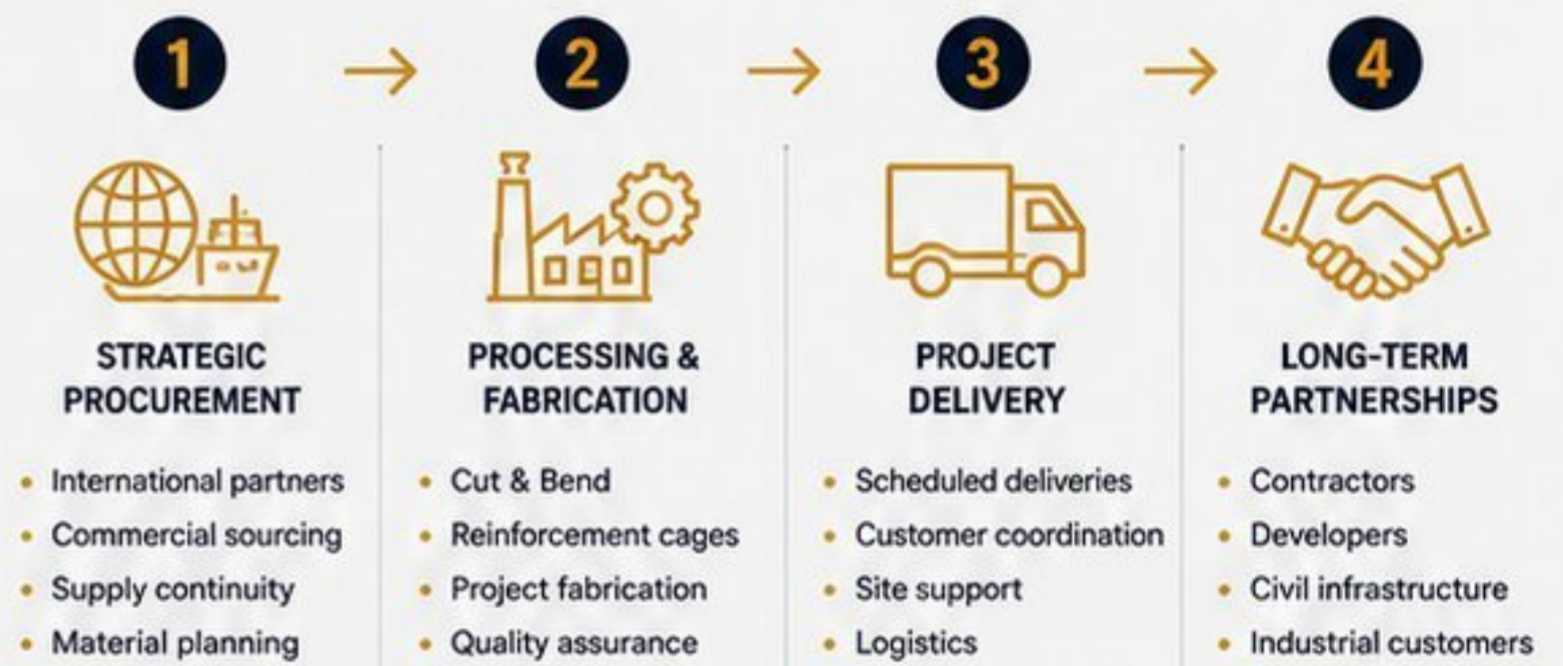 1
2
3
4
STRATEGIC
PROCUREMENT
• International partners
• Commercial sourcing
• Supply continuity
• Material planning
PROCESSING &
FABRICATION
• Cut & Bend
• Reinforcement cages
• Project fabrication
• Quality assurance
PROJECT
DELIVERY
• Scheduled deliveries
• Customer coordination
• Site support
• Logistics
LONG-TERM
PARTNERSHIPS
• Contractors
• Developers
• Civil infrastructure
• Industrial customers